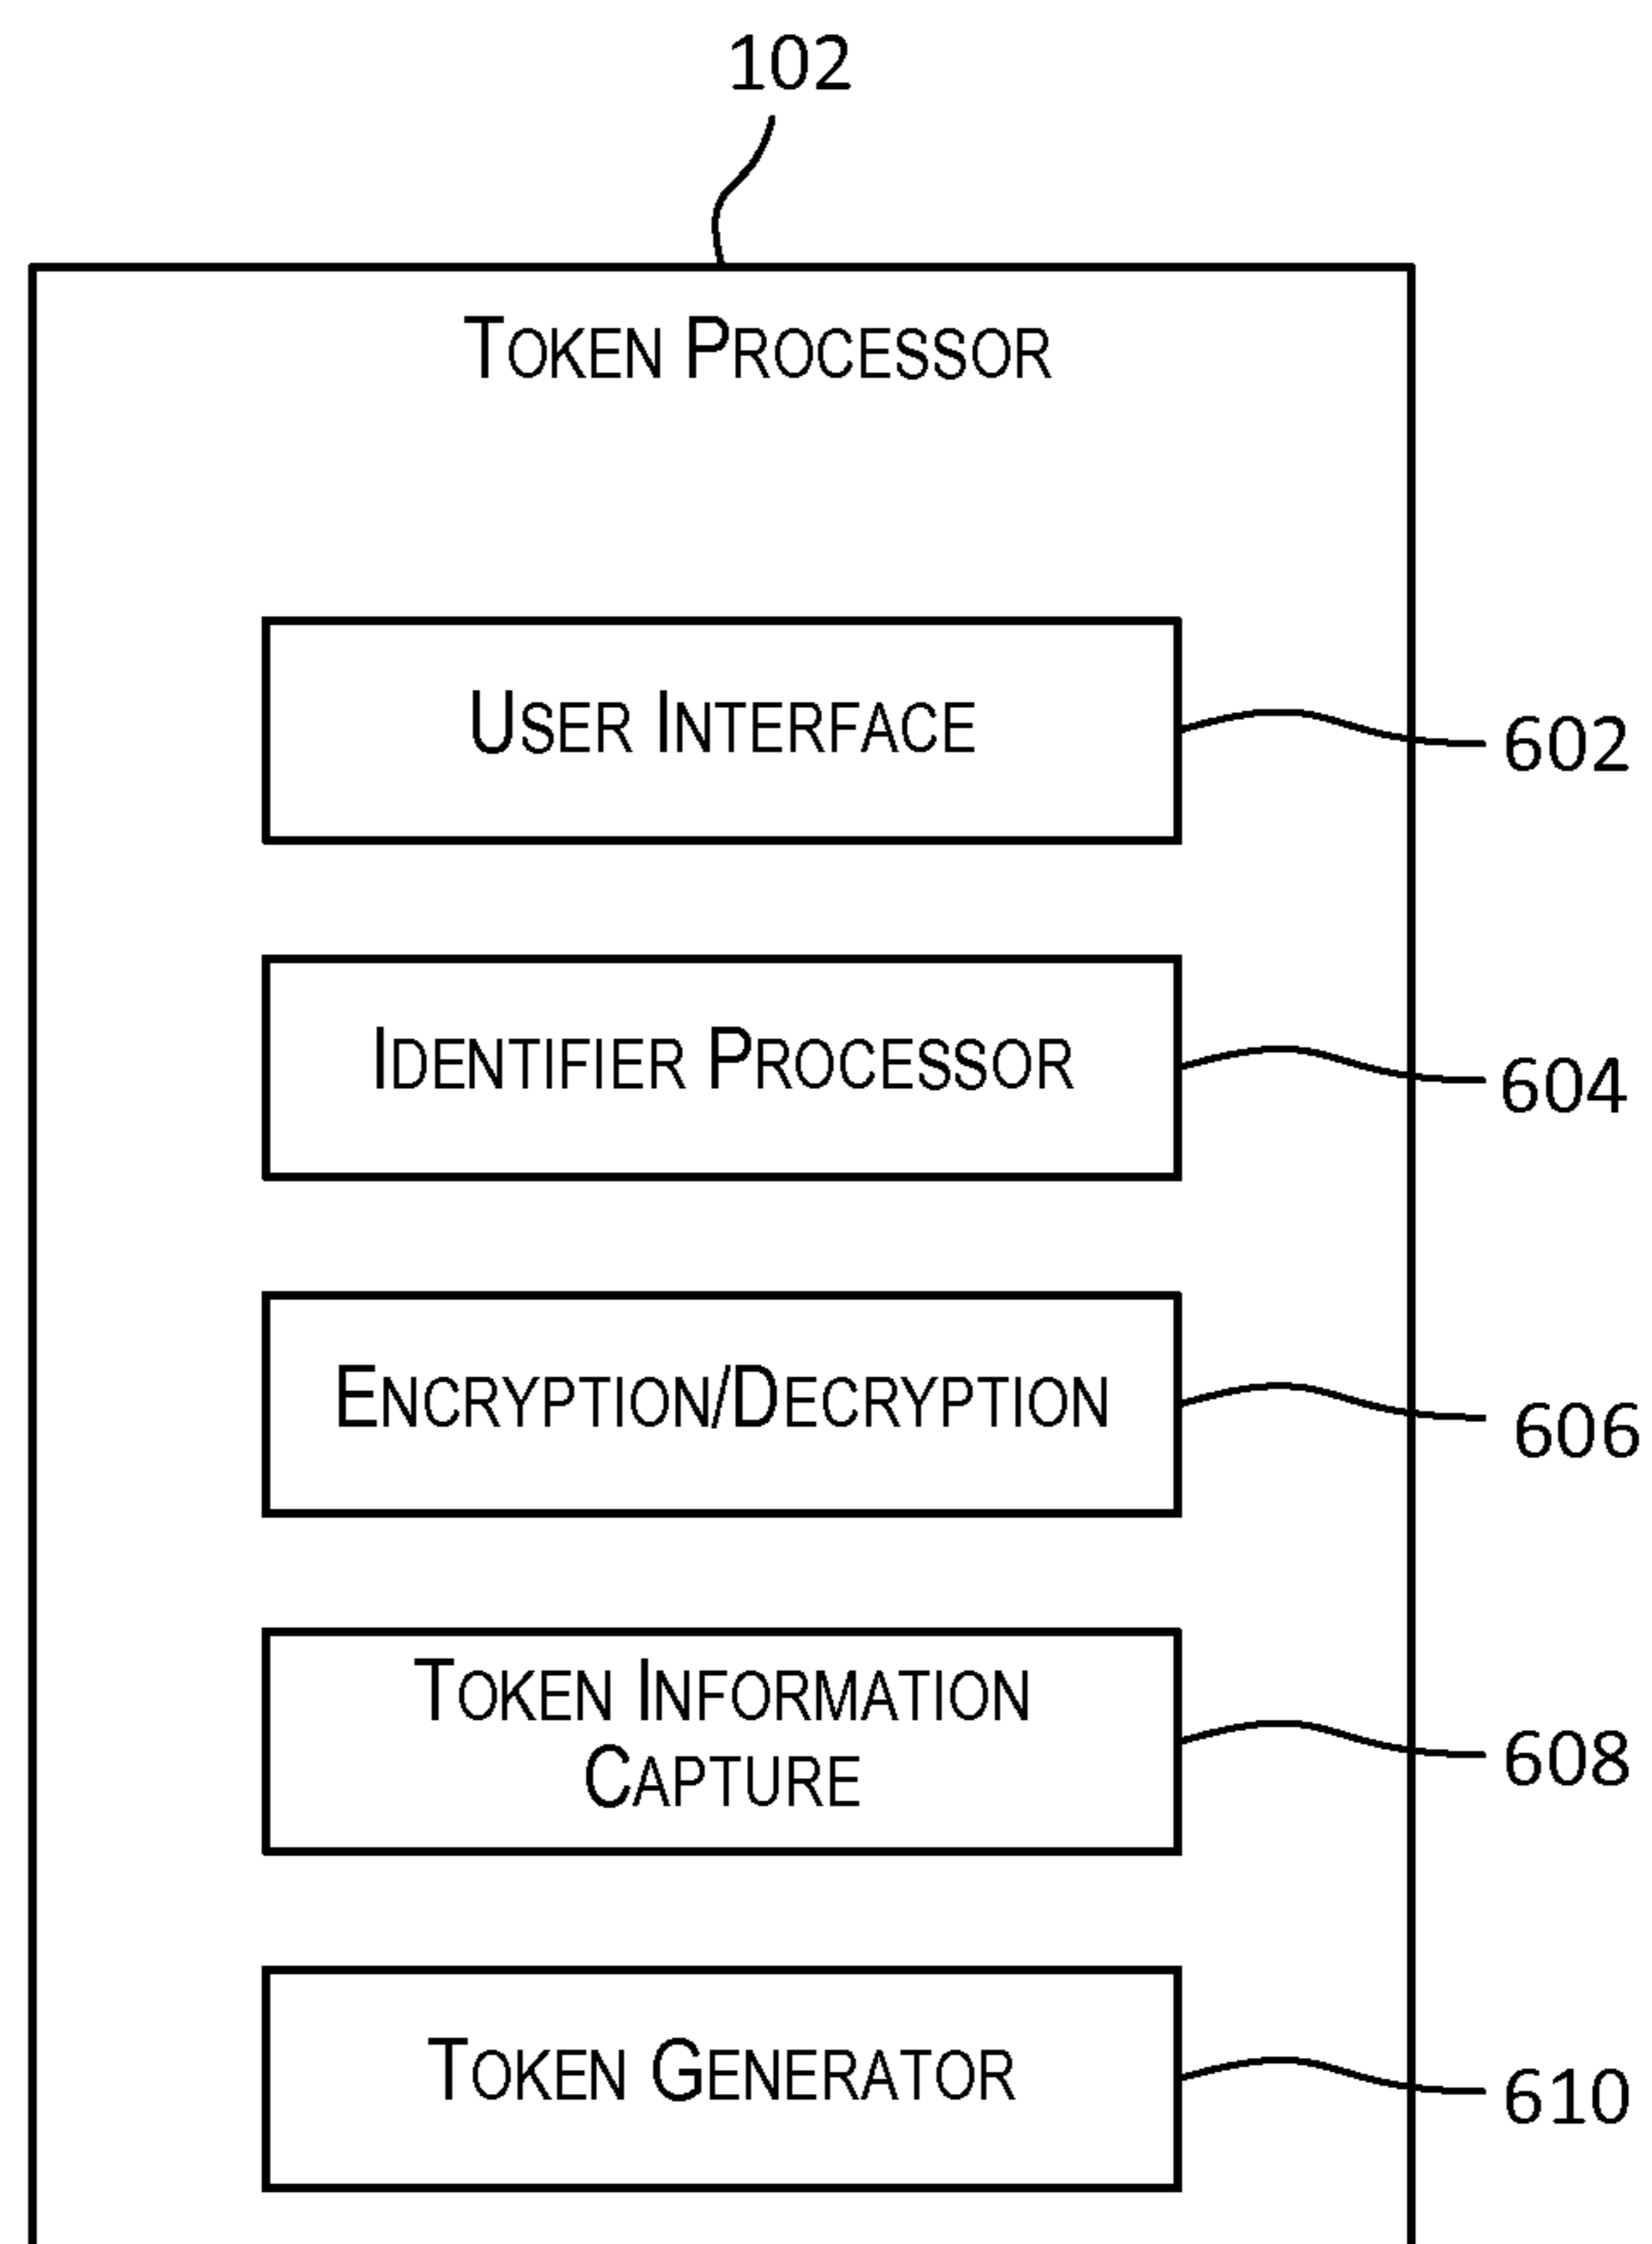 102
TOKEN PROCESSOR
USER INTERFACE
602
IDENTIFIER PROCESSOR
604
ENCRYPTION/DECRYPTION
606
TOKEN INFORMATION
CAPTURE
608
TOKEN GENERATOR
610